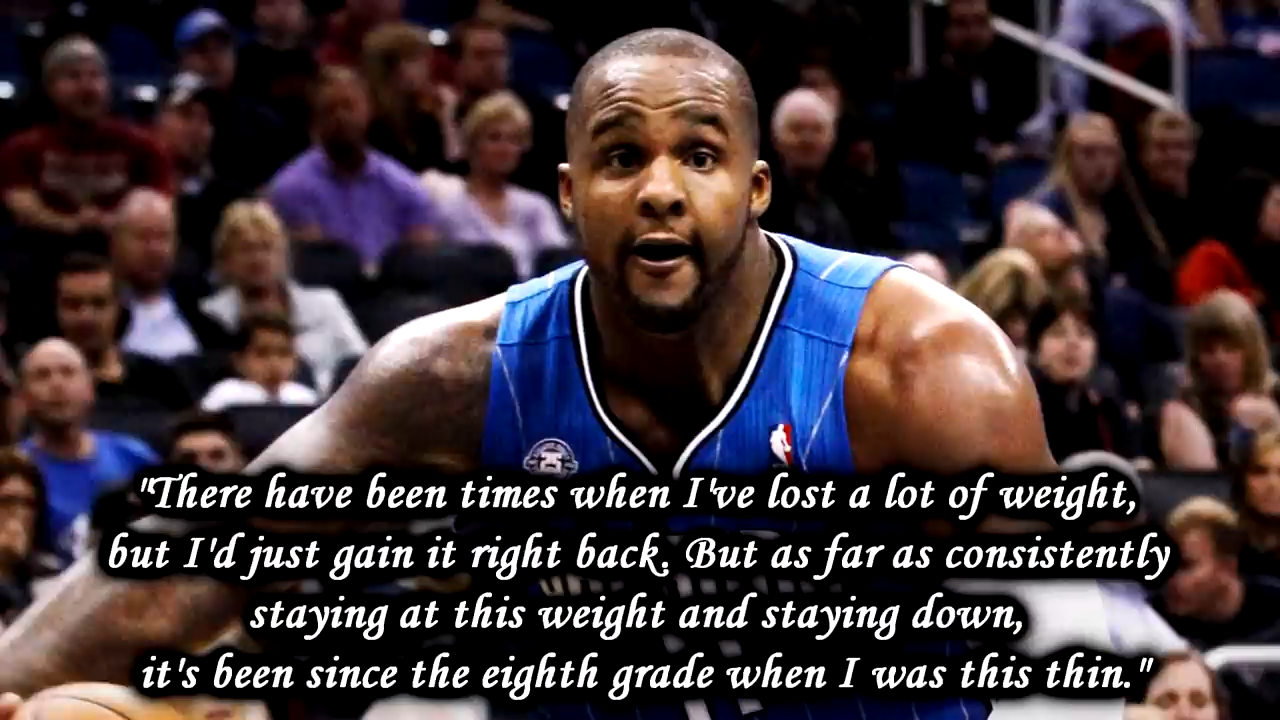 "There have been times when I've lost a lot of weight,
but I'd just gain it right back. But as far as consistently
staying at this weight and staying down,
it's been since the eighth grade when I was this thin."